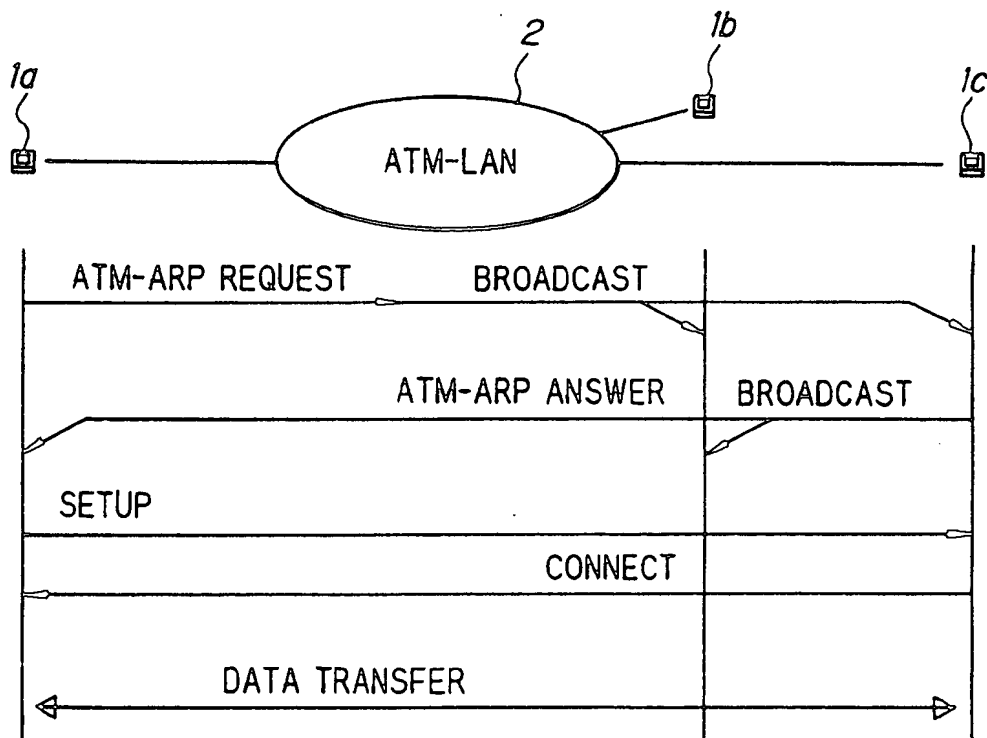 1a
2
1b
1c
ATM-LAN
ATM-ARP REQUEST BROADCAST
ATM-ARP ANSWER BROADCAST
SETUP
CONNECT
DATA TRANSFER